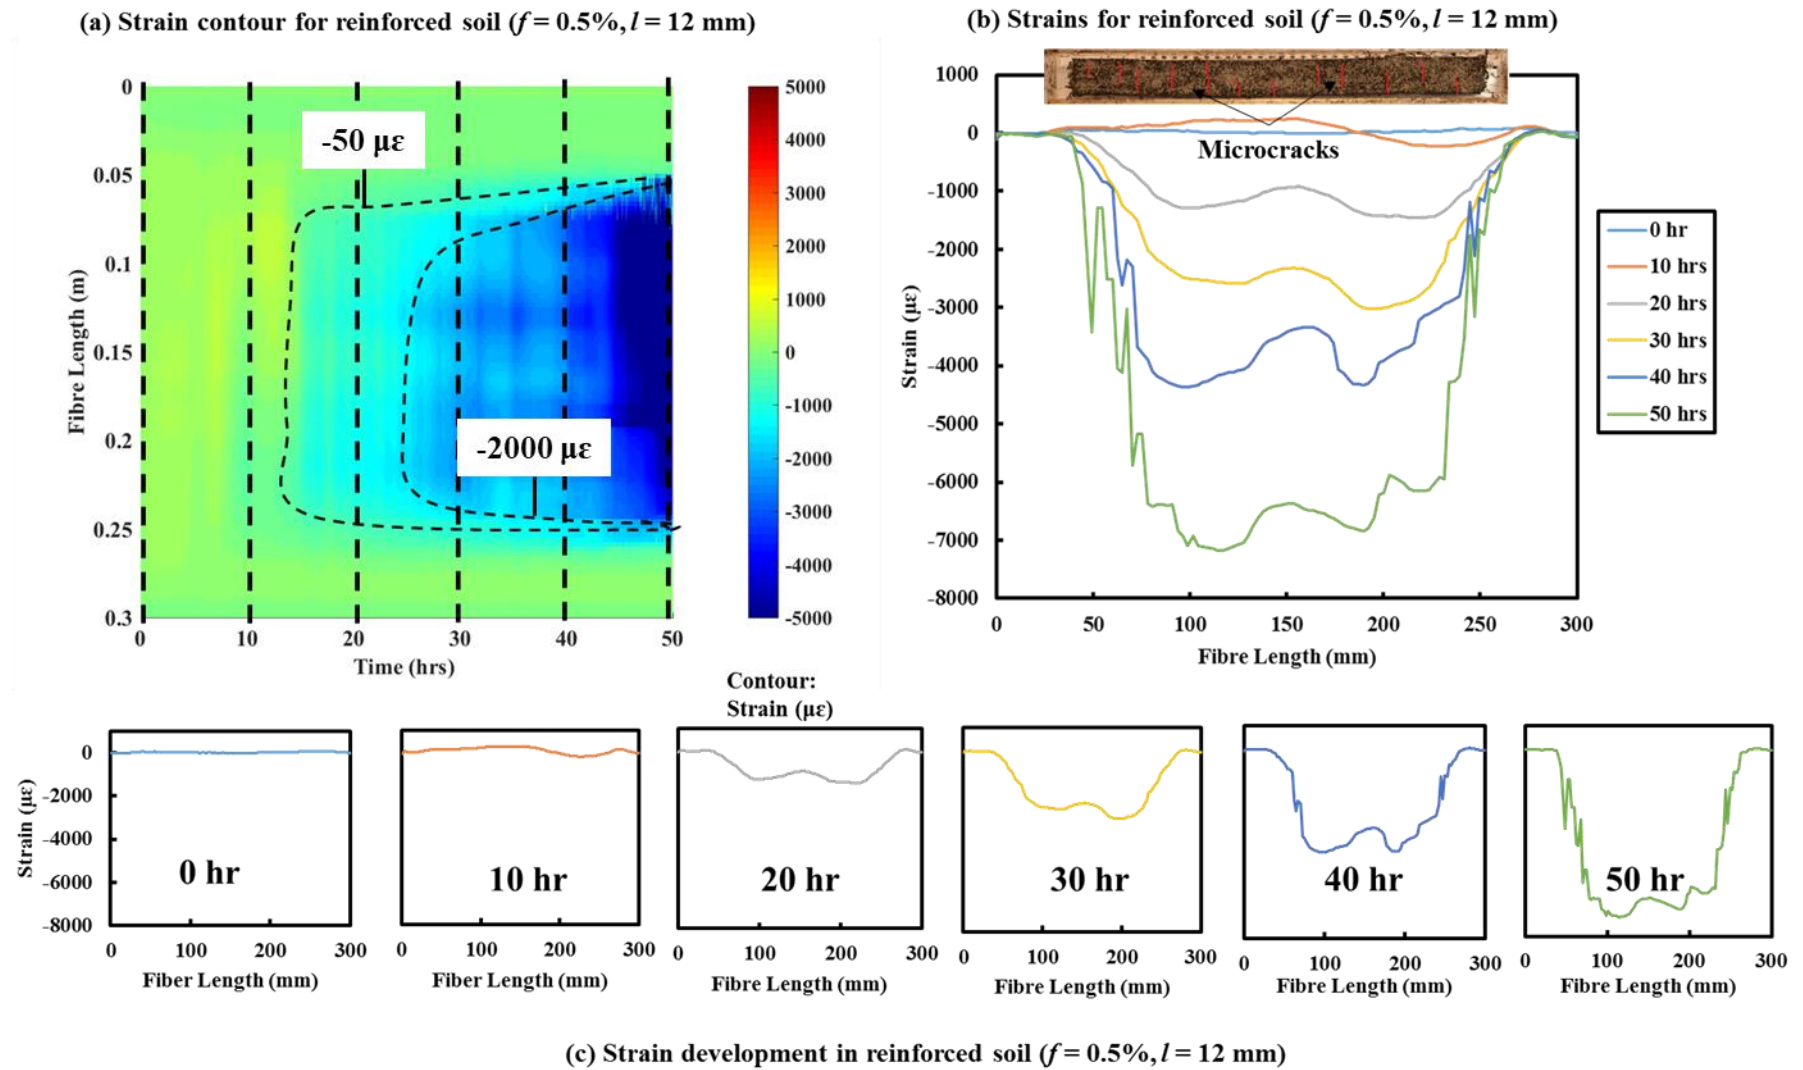 (a) Strain contour for reinforced soil (f = 0.5%, l = 12 mm)
(b) Strains for reinforced soil (f = 0.5%, l = 12 mm)
0
0.05
0.1
0.15
0.2
0.25
0.3
Fibre Length (m)
-50 με
-2000 με
0
10
20
30
40
50
Time (hrs)
5000
4000
3000
2000
1000
0
-1000
-2000
-3000
-4000
-5000
Contour:
Strain (με)
1000
0
-1000
-2000
-3000
-4000
-5000
-6000
-7000
-8000
Strain (με)
Microcracks
0
50
100
150
200
250
300
Fibre Length (mm)
0 hr
10 hrs
20 hrs
30 hrs
40 hrs
50 hrs
0
-2000
-4000
-6000
-8000
Strain (με)
0 hr
0 100 200 300
Fiber Length (mm)
10 hr
0 100 200 300
Fiber Length (mm)
20 hr
0 100 200 300
Fibre Length (mm)
30 hr
0 100 200 300
Fibre Length (mm)
40 hr
0 100 200 300
Fibre Length (mm)
50 hr
0 100 200 300
Fibre Length (mm)
(c) Strain development in reinforced soil (f = 0.5%, l = 12 mm)